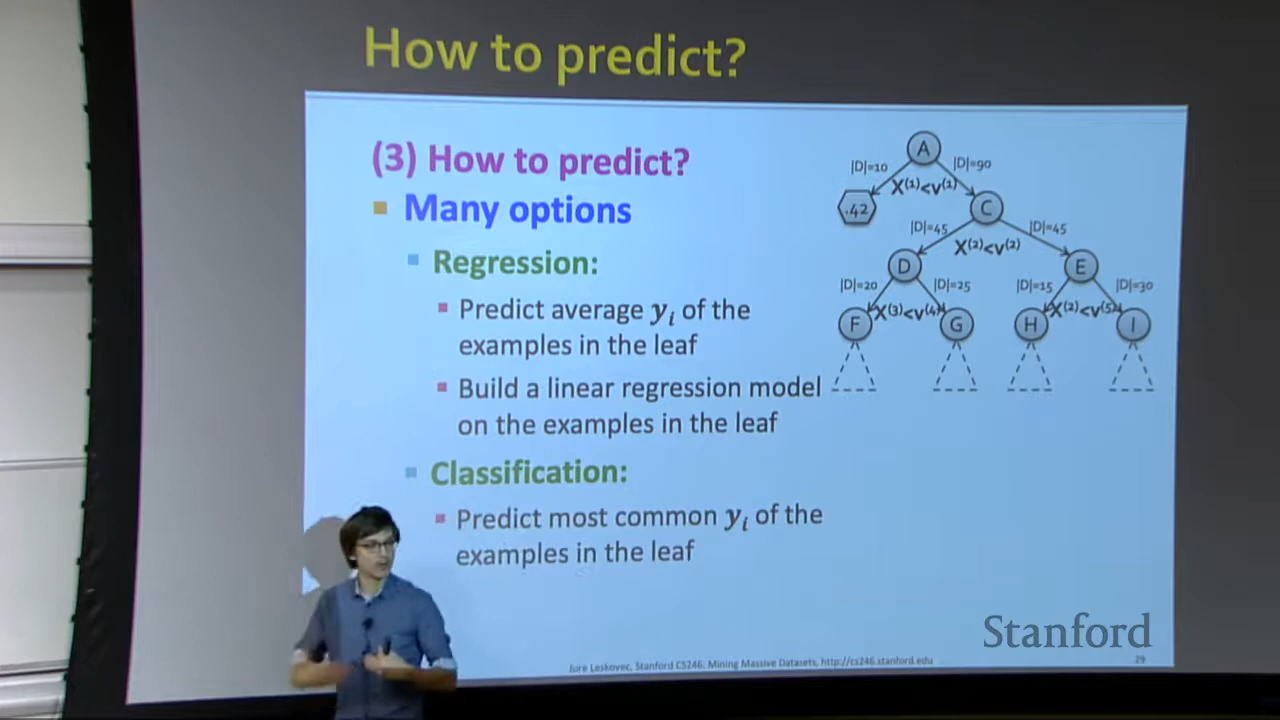 How to predict?
(3) How to predict?
Many options
Regression:
Predict average yᵢ of the
examples in the leaf
Build a linear regression model
on the examples in the leaf
Classification:
Predict most common yᵢ of the
examples in the leaf
A
|D|=10
|D|=90
X⁽¹⁾<v⁽¹⁾
.42
C
|D|=45
|D|=45
X⁽²⁾<v⁽²⁾
D
E
|D|=20
|D|=25
|D|=15
|D|=30
X⁽³⁾<v⁽⁴⁾
X⁽²⁾<v⁽⁵⁾
F
G
H
I
Stanford
Jure Leskovec, Stanford CS246: Mining Massive Datasets, http://cs246.stanford.edu
29